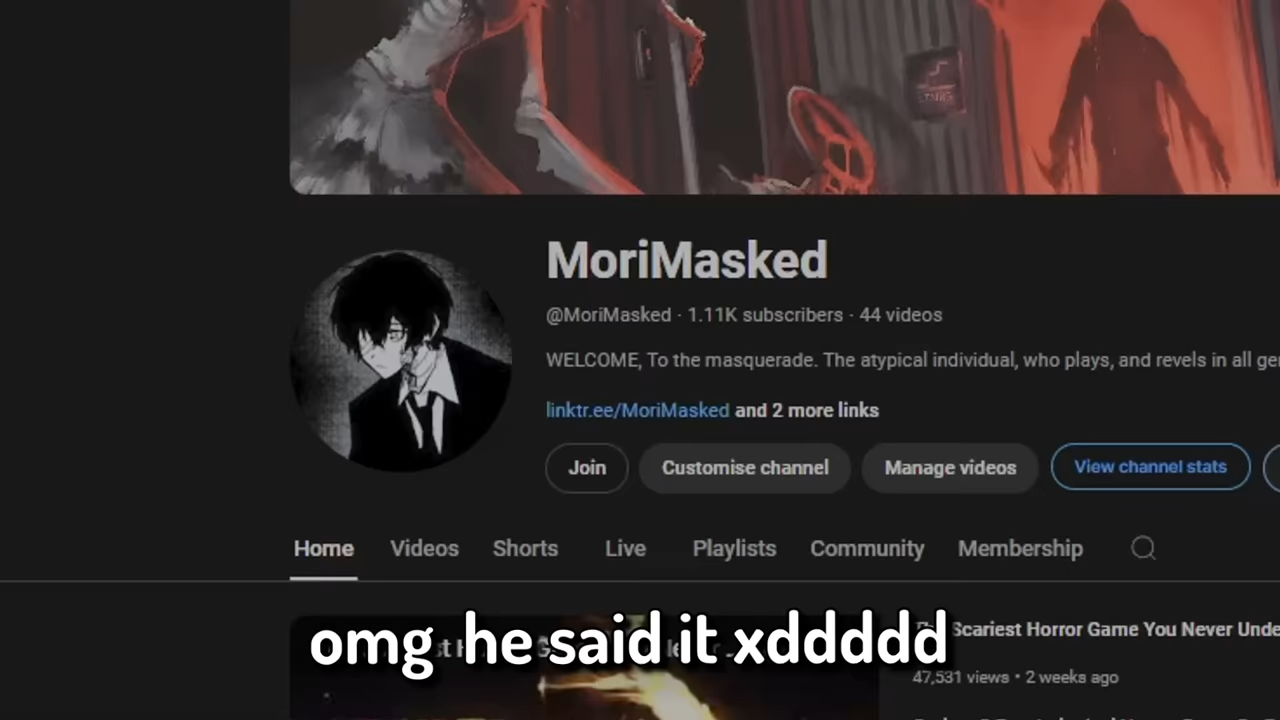 MoriMasked
@MoriMasked · 1.11K subscribers · 44 videos
WELCOME, To the masquerade. The atypical individual, who plays, and revels in all
linktr.ee/MoriMasked and 2 more links
Join Customise channel Manage videos View channel stats
Home Videos Shorts Live Playlists Community Membership
Scariest Horror Game You Never
omg he said it xddddd
47,531 views • 2 weeks ago